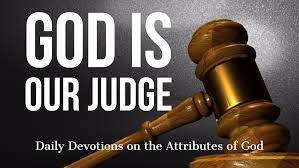 GOD IS
OUR JUDGE
Daily Devotions on the Attributes of God